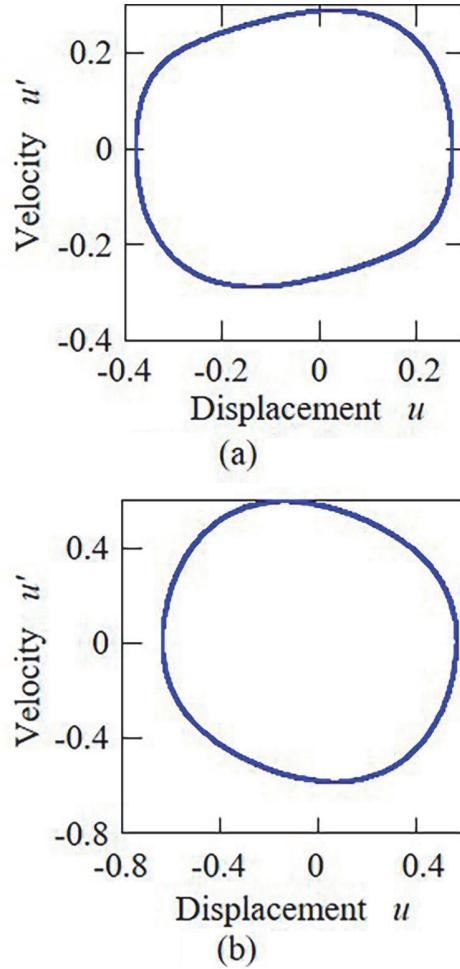 0.2
0
-0.2
-0.4
Velocity u'
-0.4 -0.2 0 0.2
Displacement u
(a)
0.4
0
-0.4
-0.8
Velocity u'
-0.8 -0.4 0 0.4
Displacement u
(b)